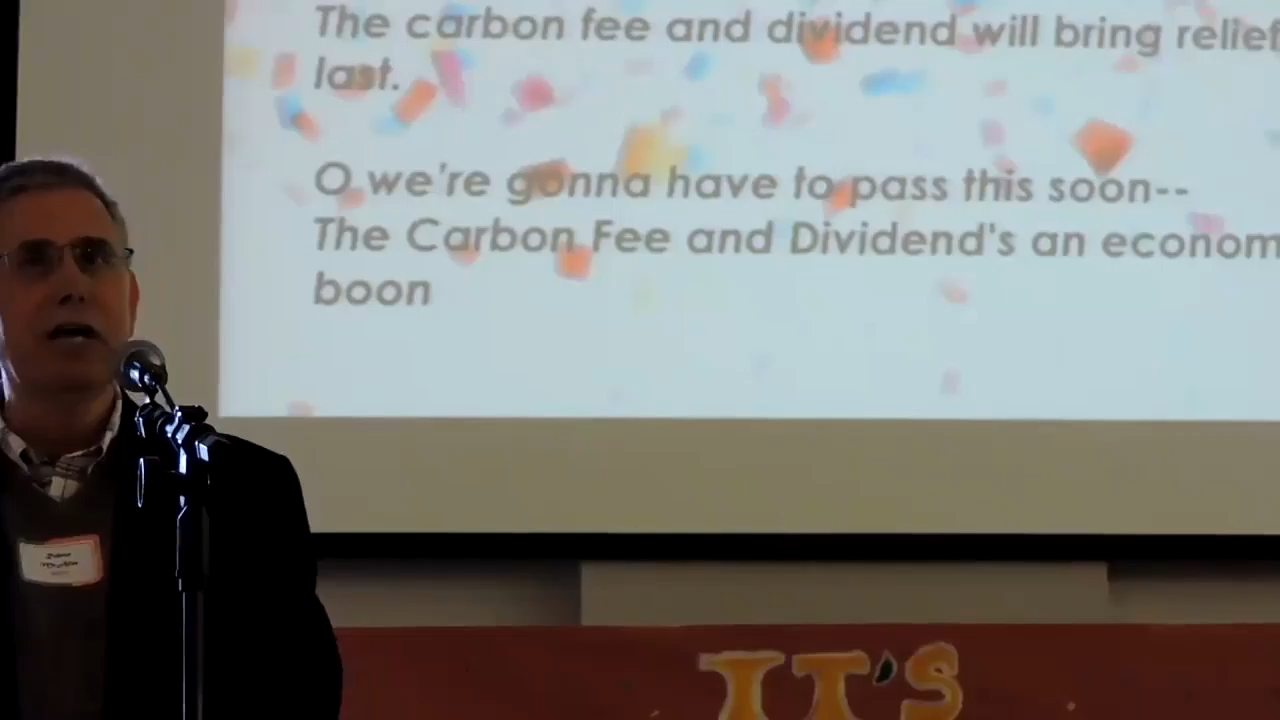 The carbon fee and dividend will bring relief
last.
O we're gonna have to pass this soon--
The Carbon Fee and Dividend's an econom
boon
IT'S